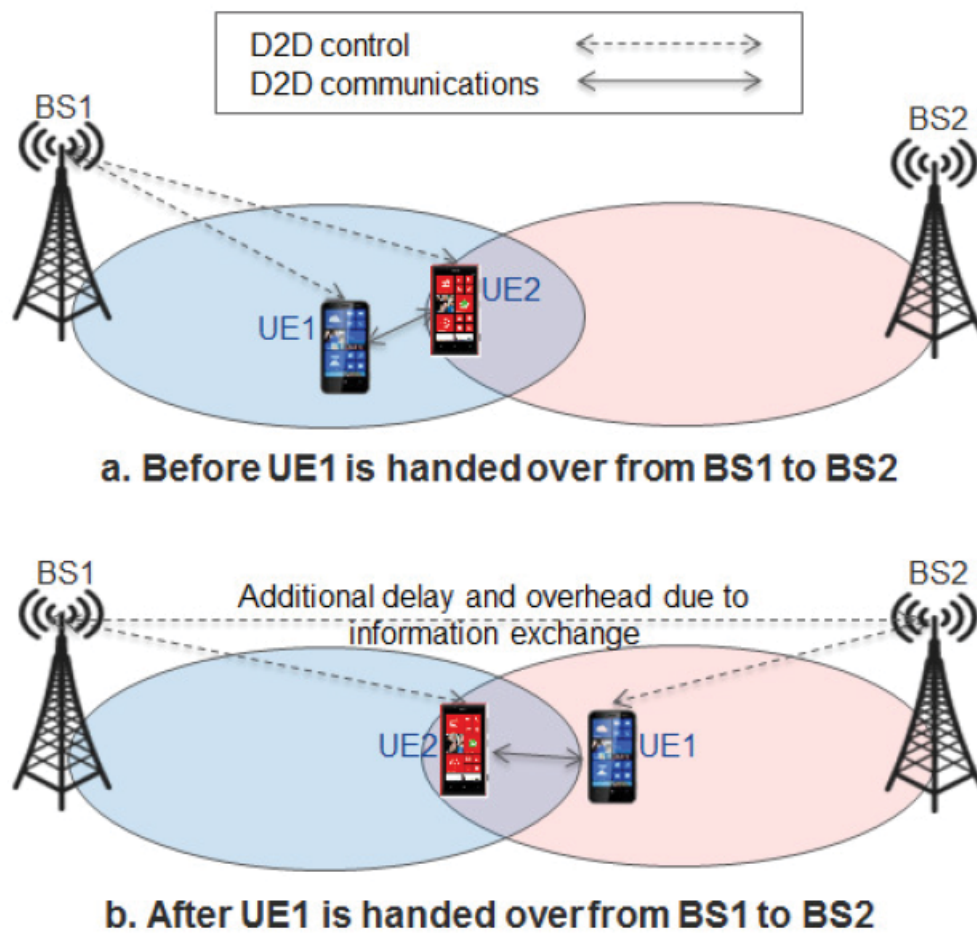 D2D control
D2D communications
BS1
BS2
UE2
UE1
a. Before UE1 is handed over from BS1 to BS2
BS1
BS2
Additional delay and overhead due to
information exchange
UE2
UE1
b. After UE1 is handed over from BS1 to BS2